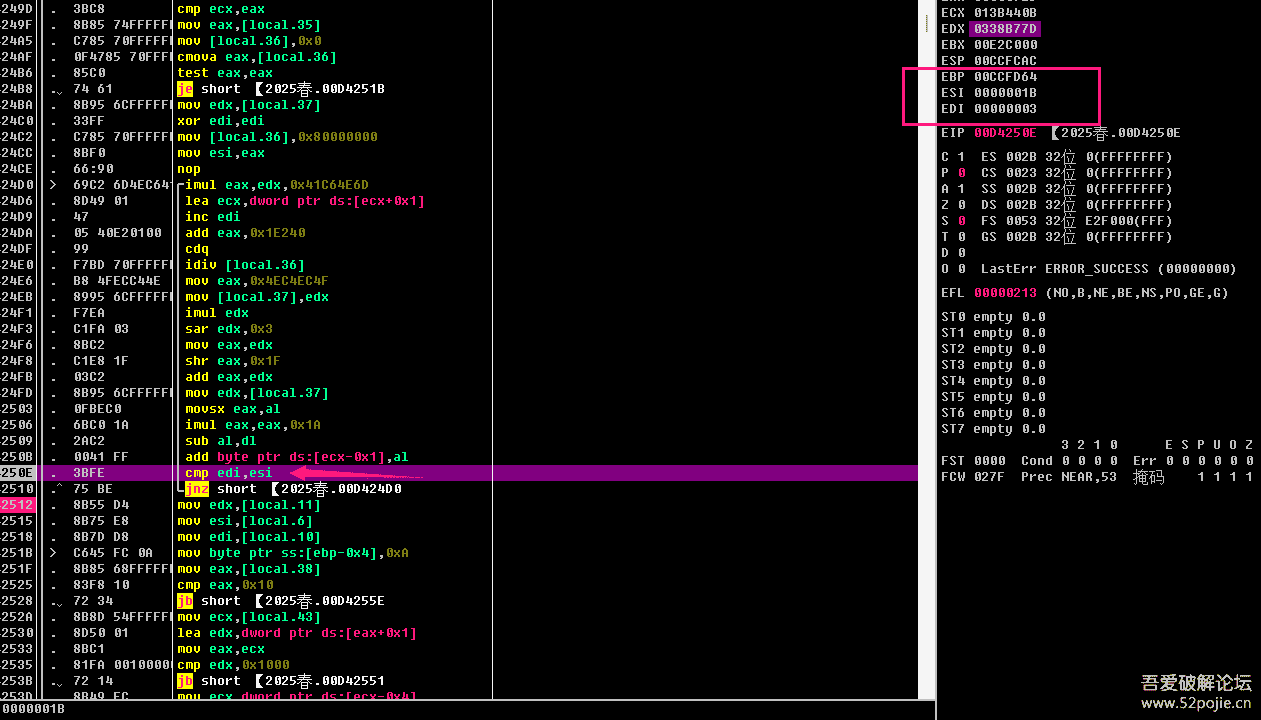 249D . 3BC8 cmp ecx,eax
249F . 8B85 74FFFFFF mov eax,[local.35]
24A5 . C785 70FFFFFF mov [local.36],0x0
24AF . 0F4785 70FFFF cmova eax,[local.36]
24B6 . 85C0 test eax,eax
24B8 . 74 61 je short 【2025春.00D4251B
24BA . 8B95 6CFFFFFF mov edx,[local.37]
24C0 . 33FF xor edi,edi
24C2 . C785 70FFFFFF mov [local.36],0x80000000
24CC . 8BF0 mov esi,eax
24CE . 66:90 nop
24D0 > 69C2 6D4EC64 imul eax,edx,0x41C64E6D
24D6 . 8D49 01 lea ecx,dword ptr ds:[ecx+0x1]
24D9 . 47 inc edi
24DA . 05 40E20100 add eax,0x1E240
24DF . 99 cdq
24E0 . F7BD 70FFFFFF idiv [local.36]
24E6 . B8 4FECC44E mov eax,0x4EC4EC4F
24EB . 8995 6CFFFFFF mov [local.37],edx
24F1 . F7EA imul edx
24F3 . C1FA 03 sar edx,0x3
24F6 . 8BC2 mov eax,edx
24F8 . C1E8 1F shr eax,0x1F
24FB . 03C2 add eax,edx
24FD . 8B95 6CFFFFFF mov edx,[local.37]
2503 . 0FBEC0 movsx eax,al
2506 . 6BC0 1A imul eax,eax,0x1A
2509 . 2AC2 sub al,dl
250B . 0041 FF add byte ptr ds:[ecx-0x1],al
250E . 3BFE cmp edi,esi
2510 .^ 75 BE jnz short 【2025春.00D424D0
2512 . 8B55 D4 mov edx,[local.11]
2515 . 8B75 E8 mov esi,[local.6]
2518 . 8B7D D8 mov edi,[local.10]
251B > C645 FC 0A mov byte ptr ss:[ebp-0x4],0xA
251F . 8B85 68FFFFFF mov eax,[local.38]
2525 . 83F8 10 cmp eax,0x10
2528 . 72 34 jb short 【2025春.00D4255E
252A . 8B8D 54FFFFFF mov ecx,[local.43]
2530 . 8D50 01 lea edx,dword ptr ds:[eax+0x1]
2533 . 8BC1 mov eax,ecx
2535 . 81FA 00100000 cmp edx,0x1000
253B . 72 14 jb short 【2025春.00D42551
253D . 8B49 FC mov ecx,dword ptr ds:[ecx-0x4]
0000001B
ECX 013B440B
EDX 0338B77D
EBX 00E2C000
ESP 00CCFCAC
EBP 00CCFD64
ESI 0000001B
EDI 00000003
EIP 00D4250E 【2025春.00D4250E
C 1 ES 002B 32位 0(FFFFFFFF)
P 0 CS 0023 32位 0(FFFFFFFF)
A 1 SS 002B 32位 0(FFFFFFFF)
Z 0 DS 002B 32位 0(FFFFFFFF)
S 0 FS 0053 32位 E2F000(FFF)
T 0 GS 002B 32位 0(FFFFFFFF)
D 0
O 0 LastErr ERROR_SUCCESS (00000000)
EFL 00000213 (NO,B,NE,BE,NS,PO,GE,G)
ST0 empty 0.0
ST1 empty 0.0
ST2 empty 0.0
ST3 empty 0.0
ST4 empty 0.0
ST5 empty 0.0
ST6 empty 0.0
ST7 empty 0.0
3 2 1 0 E S P U O Z
FST 0000 Cond 0 0 0 0 Err 0 0 0 0 0 0
FCW 027F Prec NEAR,53 掩码 1 1 1 1
吾爱破解论坛
www.52pojie.cn